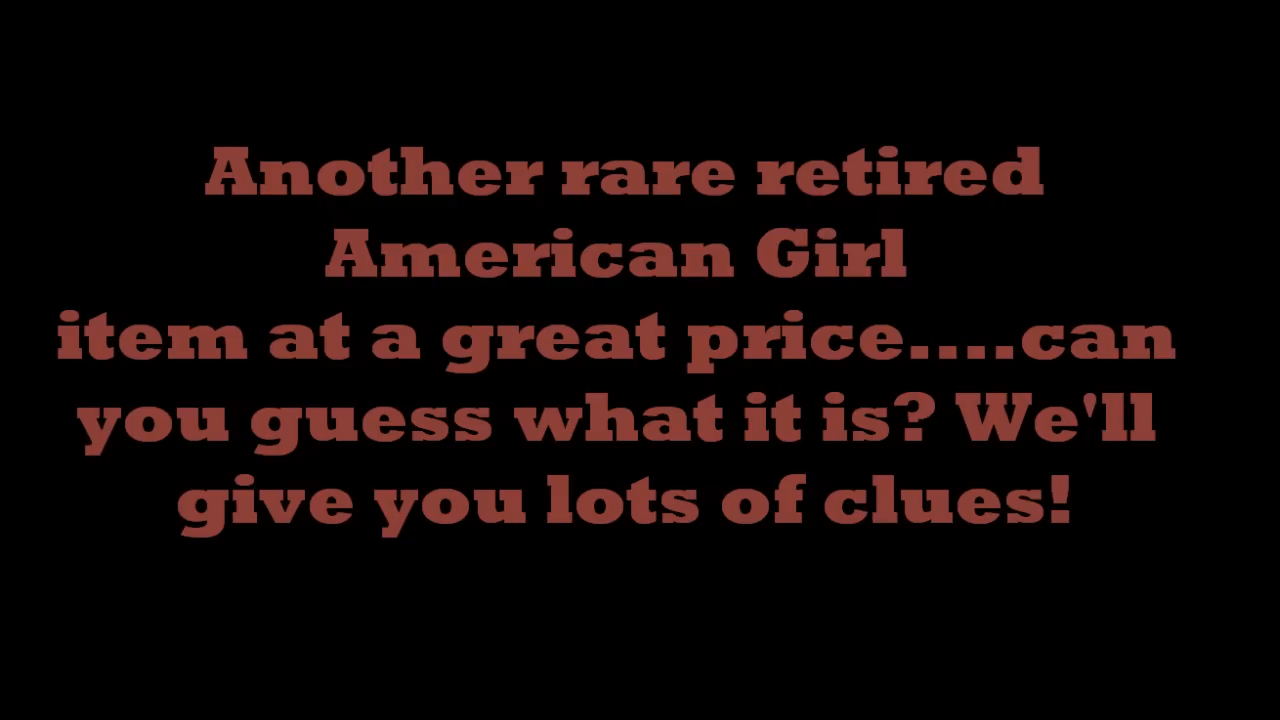 Another rare retired
American Girl
item at a great price....can
you guess what it is? We'll
give you lots of clues!